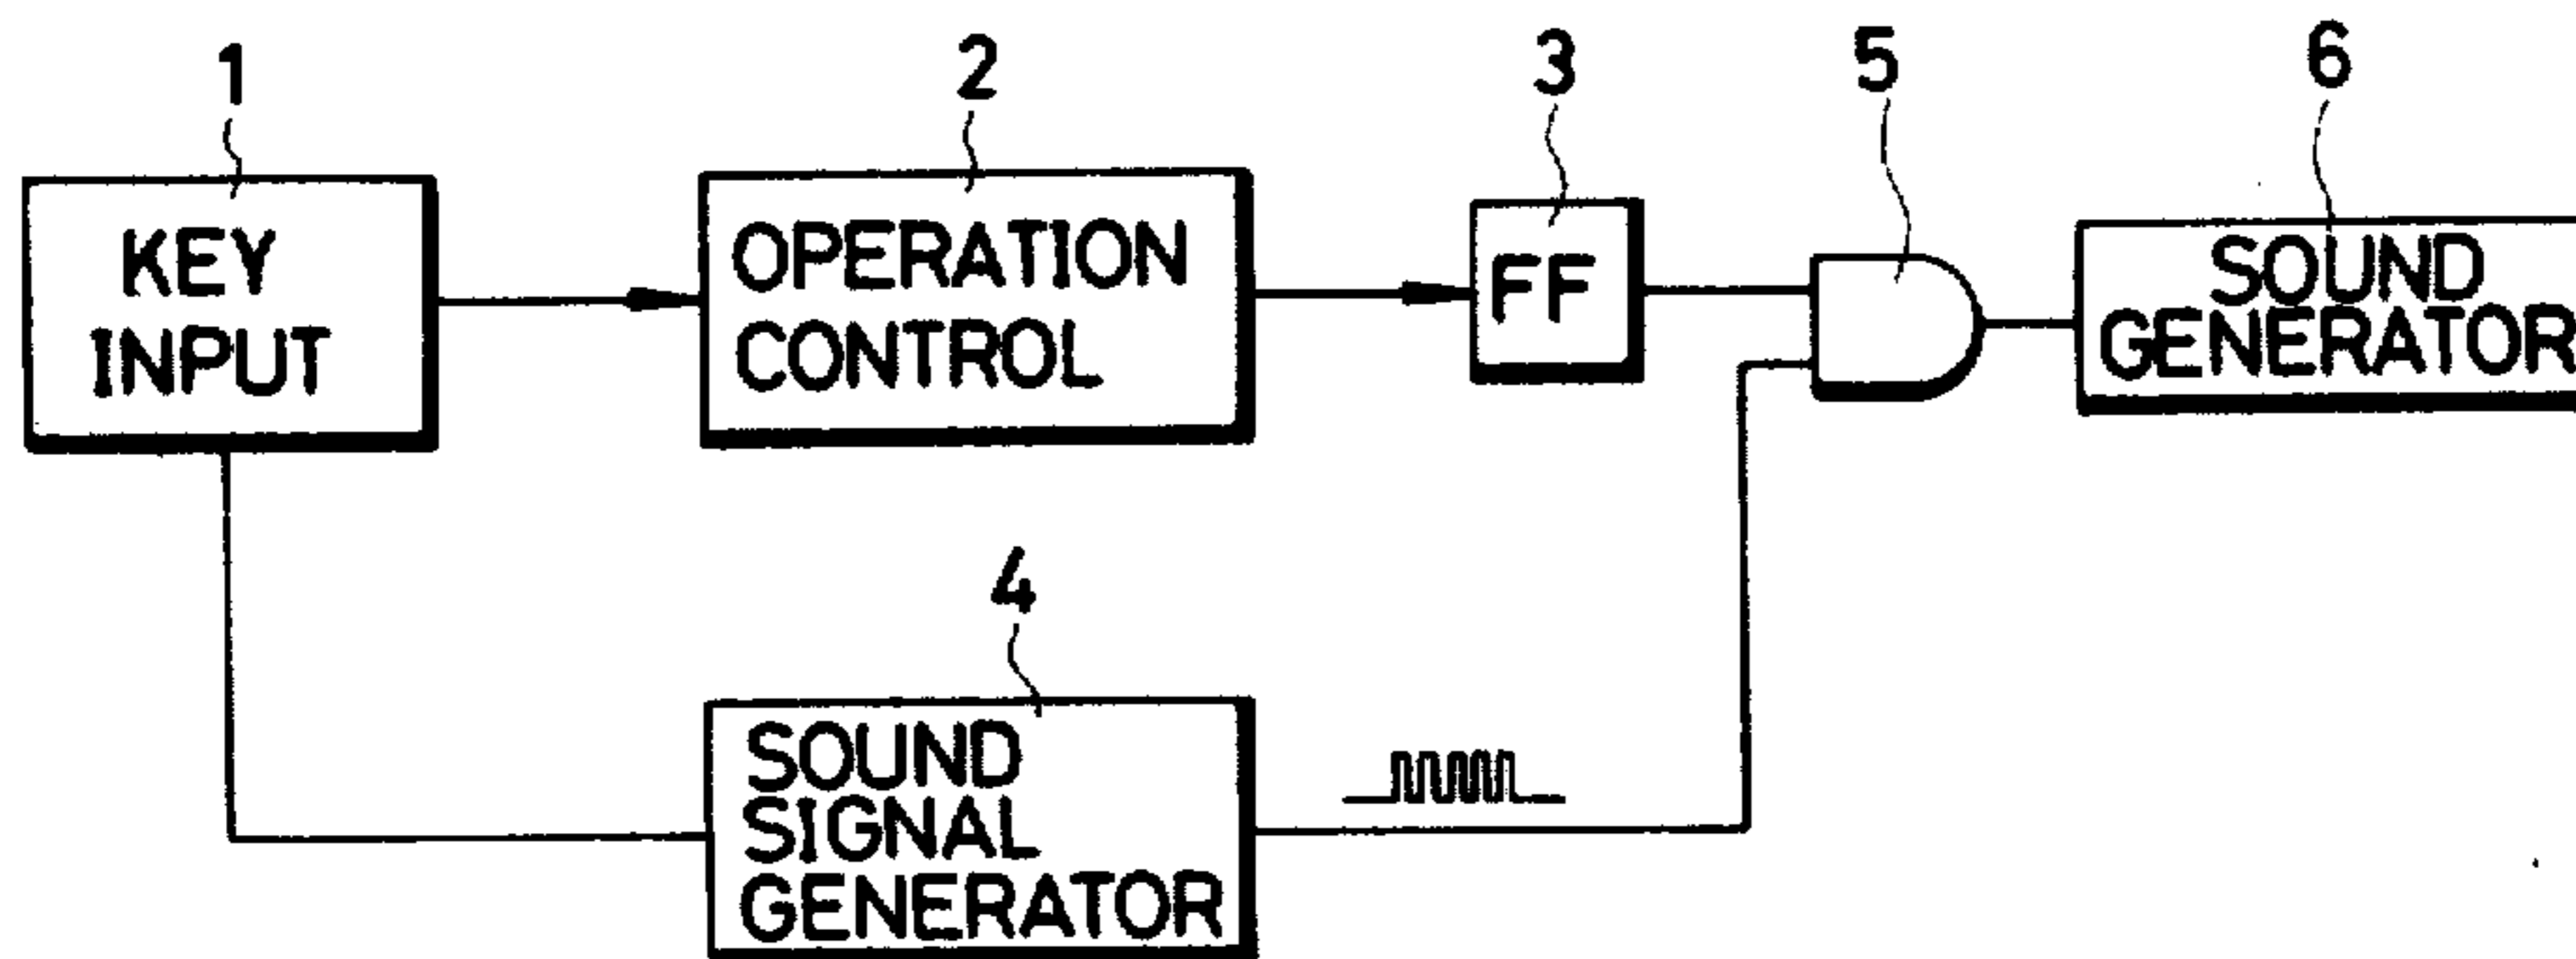 1
2
3
5
6
KEY
INPUT
OPERATION
CONTROL
FF
SOUND
GENERATOR
4
SOUND
SIGNAL
GENERATOR